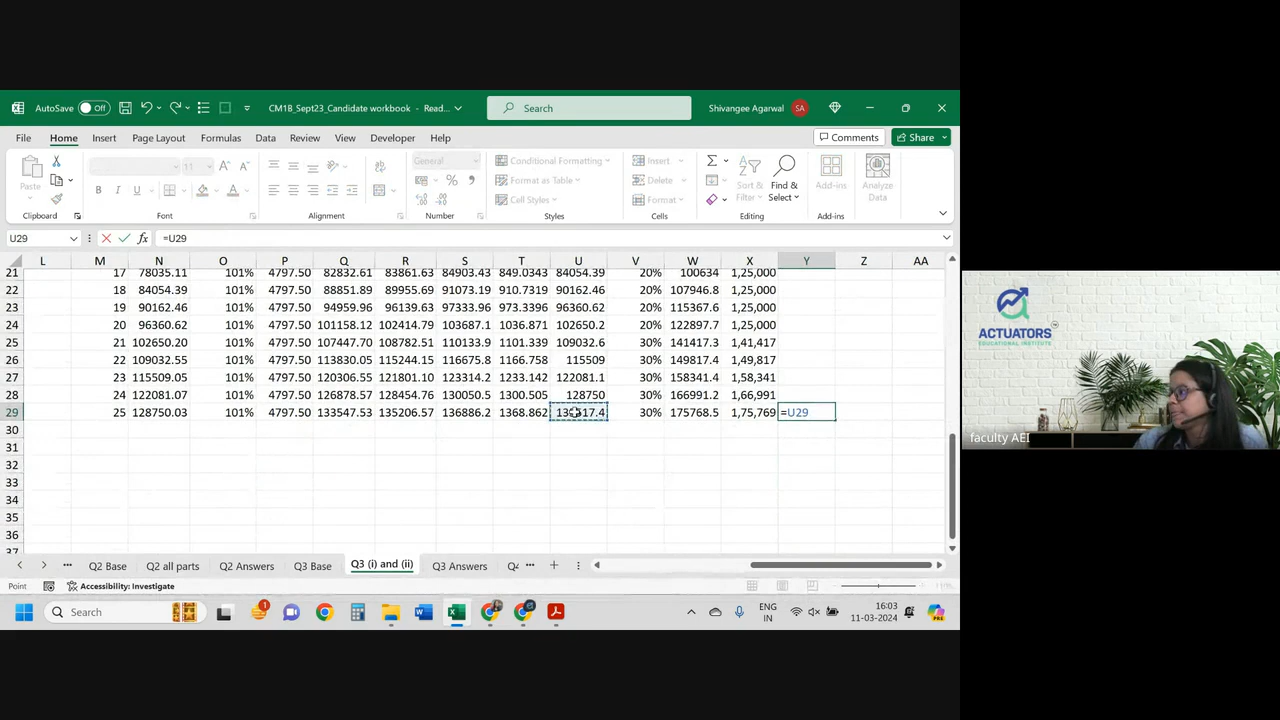 AutoSave Off CM1B_Sept23_Candidate workbook - Read... Search Shivangee Agarwal SA
File Home Insert Page Layout Formulas Data Review View Developer Help Comments Share
Paste 11 General Conditional Formatting Insert Sort & Find & Add-ins Analyze
B I U Format as Table Delete Filter Select Data
Cell Styles Format
Clipboard Font Alignment Number Styles Cells Editing Add-ins
U29 fx =U29
L M N O P Q R S T U V W X Y Z AA
21 17 78035.11 101% 4797.50 82832.61 83861.63 84903.43 849.0343 84054.39 20% 100634 1,25,000
22 18 84054.39 101% 4797.50 88851.89 89955.69 91073.19 910.7319 90162.46 20% 107946.8 1,25,000
23 19 90162.46 101% 4797.50 94959.96 96139.63 97333.96 973.3396 96360.62 20% 115367.6 1,25,000
24 20 96360.62 101% 4797.50 101158.12 102414.79 103687.1 1036.871 102650.2 20% 122897.7 1,25,000
25 21 102650.20 101% 4797.50 107447.70 108782.51 110133.9 1101.339 109032.6 30% 141417.3 1,41,417
26 22 109032.55 101% 4797.50 113830.05 115244.15 116675.8 1166.758 115509 30% 149817.4 1,49,817
27 23 115509.05 101% 4797.50 120306.55 121801.10 123314.2 1233.142 122081.1 30% 158341.4 1,58,341
28 24 122081.07 101% 4797.50 126878.57 128454.76 130050.5 1300.505 128750 30% 166991.2 1,66,991
29 25 128750.03 101% 4797.50 133547.53 135206.57 136886.2 1368.862 30% 175768.5 1,75,769 =U29
30
31
32
33
34
35
36
37
Q2 Base Q2 all parts Q2 Answers Q3 Base Q3 (i) and (ii) Q3 Answers
Point Accessibility: Investigate
Search 1 ENG IN 16:03 11-03-2024
ACTUATORS
EDUCATIONAL INSTITUTE
faculty AEI